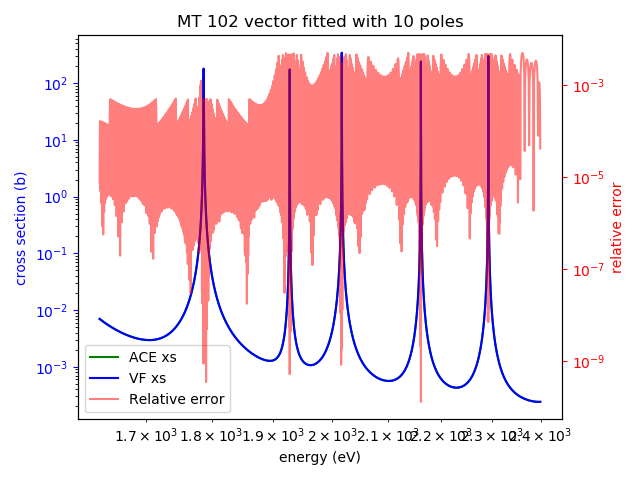 MT 102 vector fitted with 10 poles
10²
10¹
10⁰
10⁻¹
10⁻²
10⁻³
cross section (b)
10⁻³
10⁻⁵
10⁻⁷
10⁻⁹
relative error
ACE xs
VF xs
Relative error
1.7 × 10³ 1.8 × 10³ 1.9 × 10³ 2 × 10³ 2.1 × 10³ 2.2 × 10³ 2.3 × 10³ 2.4 × 10³
energy (eV)